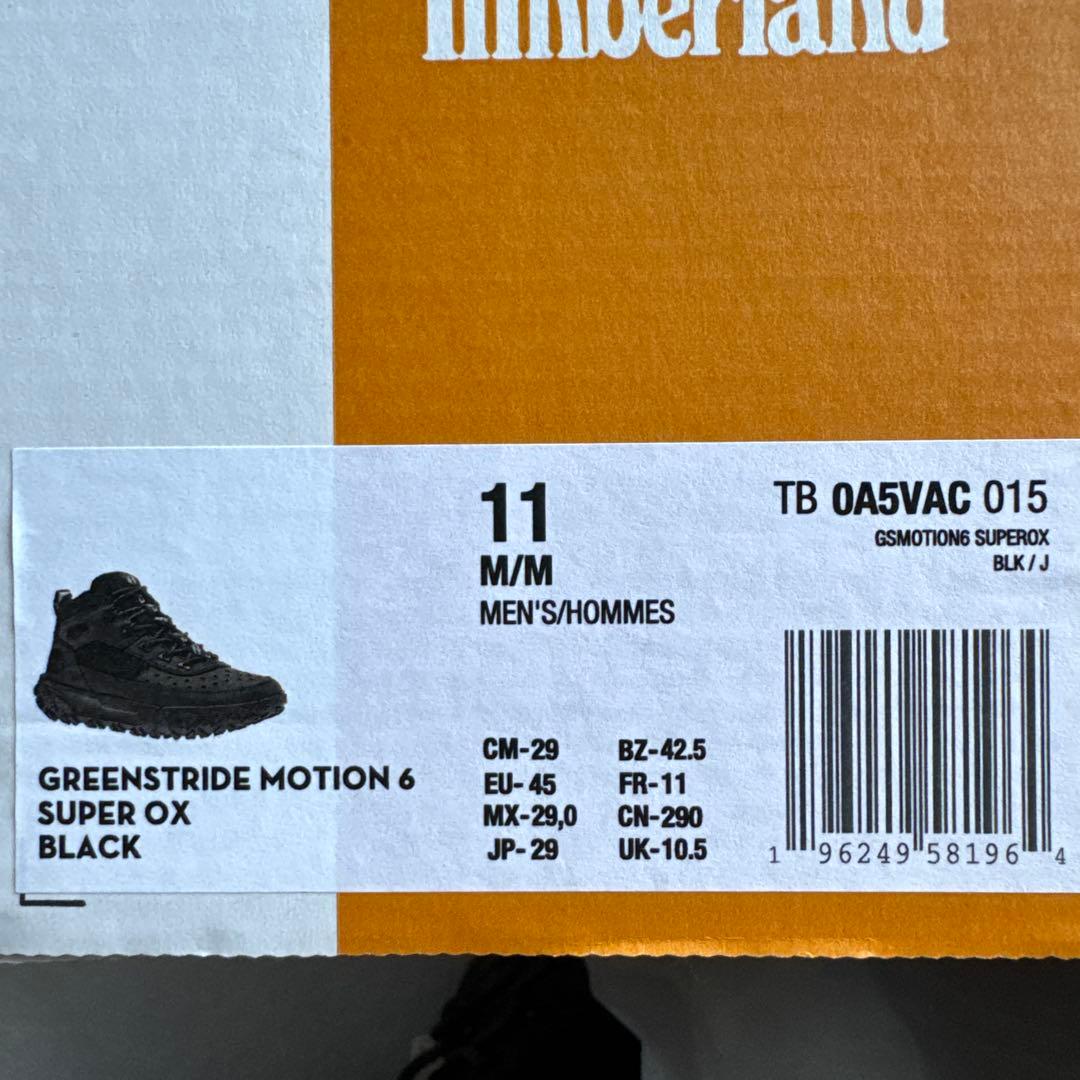 Timberland
11
M/M
MEN'S/HOMMES
TB 0A5VAC 015
GSMOTION6 SUPEROX
BLK / J
GREENSTRIDE MOTION 6
SUPER OX
BLACK
CM-29 BZ-42.5
EU-45 FR-11
MX-29,0 CN-290
JP-29 UK-10.5
1 96249 58196 4